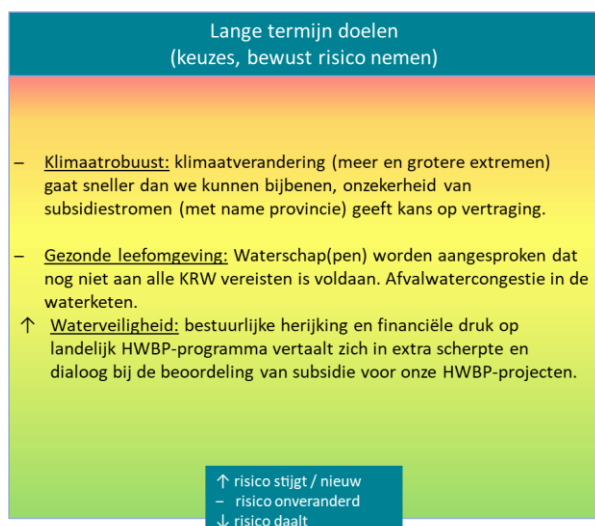 Lange termijn doelen
(keuzes, bewust risico nemen)
– Klimaatrobuust: klimaatverandering (meer en grotere extremen)
gaat sneller dan we kunnen bijbenen, onzekerheid van
subsidiestromen (met name provincie) geeft kans op vertraging.
– Gezonde leefomgeving: Waterschap(pen) worden aangesproken dat
nog niet aan alle KRW vereisten is voldaan. Afvalwatercongestie in de
waterketen.
↑ Waterveiligheid: bestuurlijke herijking en financiële druk op
landelijk HWBP-programma vertaalt zich in extra scherpte en
dialoog bij de beoordeling van subsidie voor onze HWBP-projecten.
↑ risico stijgt / nieuw
– risico onveranderd
↓ risico daalt